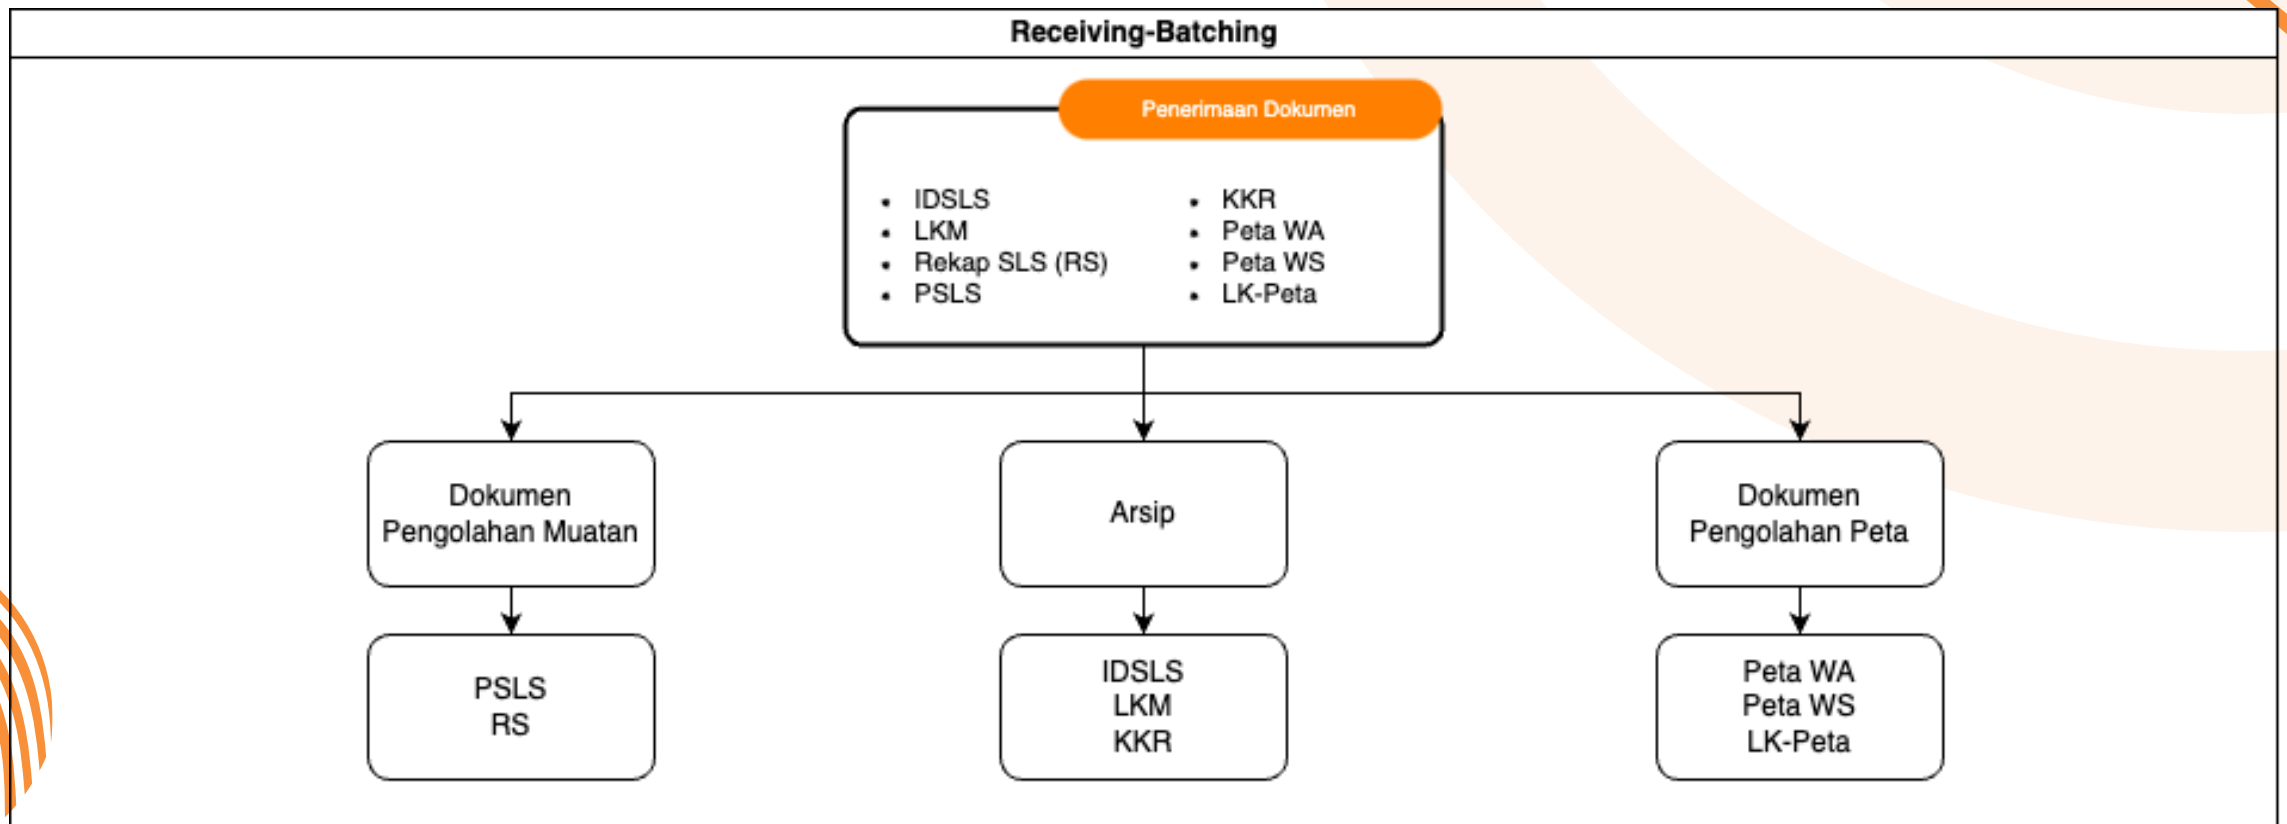 Receiving-Batching
Penerimaan Dokumen
• IDSLS
• LKM
• Rekap SLS (RS)
• PSLS
• KKR
• Peta WA
• Peta WS
• LK-Peta
Dokumen
Pengolahan Muatan
Arsip
Dokumen
Pengolahan Peta
PSLS
RS
IDSLS
LKM
KKR
Peta WA
Peta WS
LK-Peta